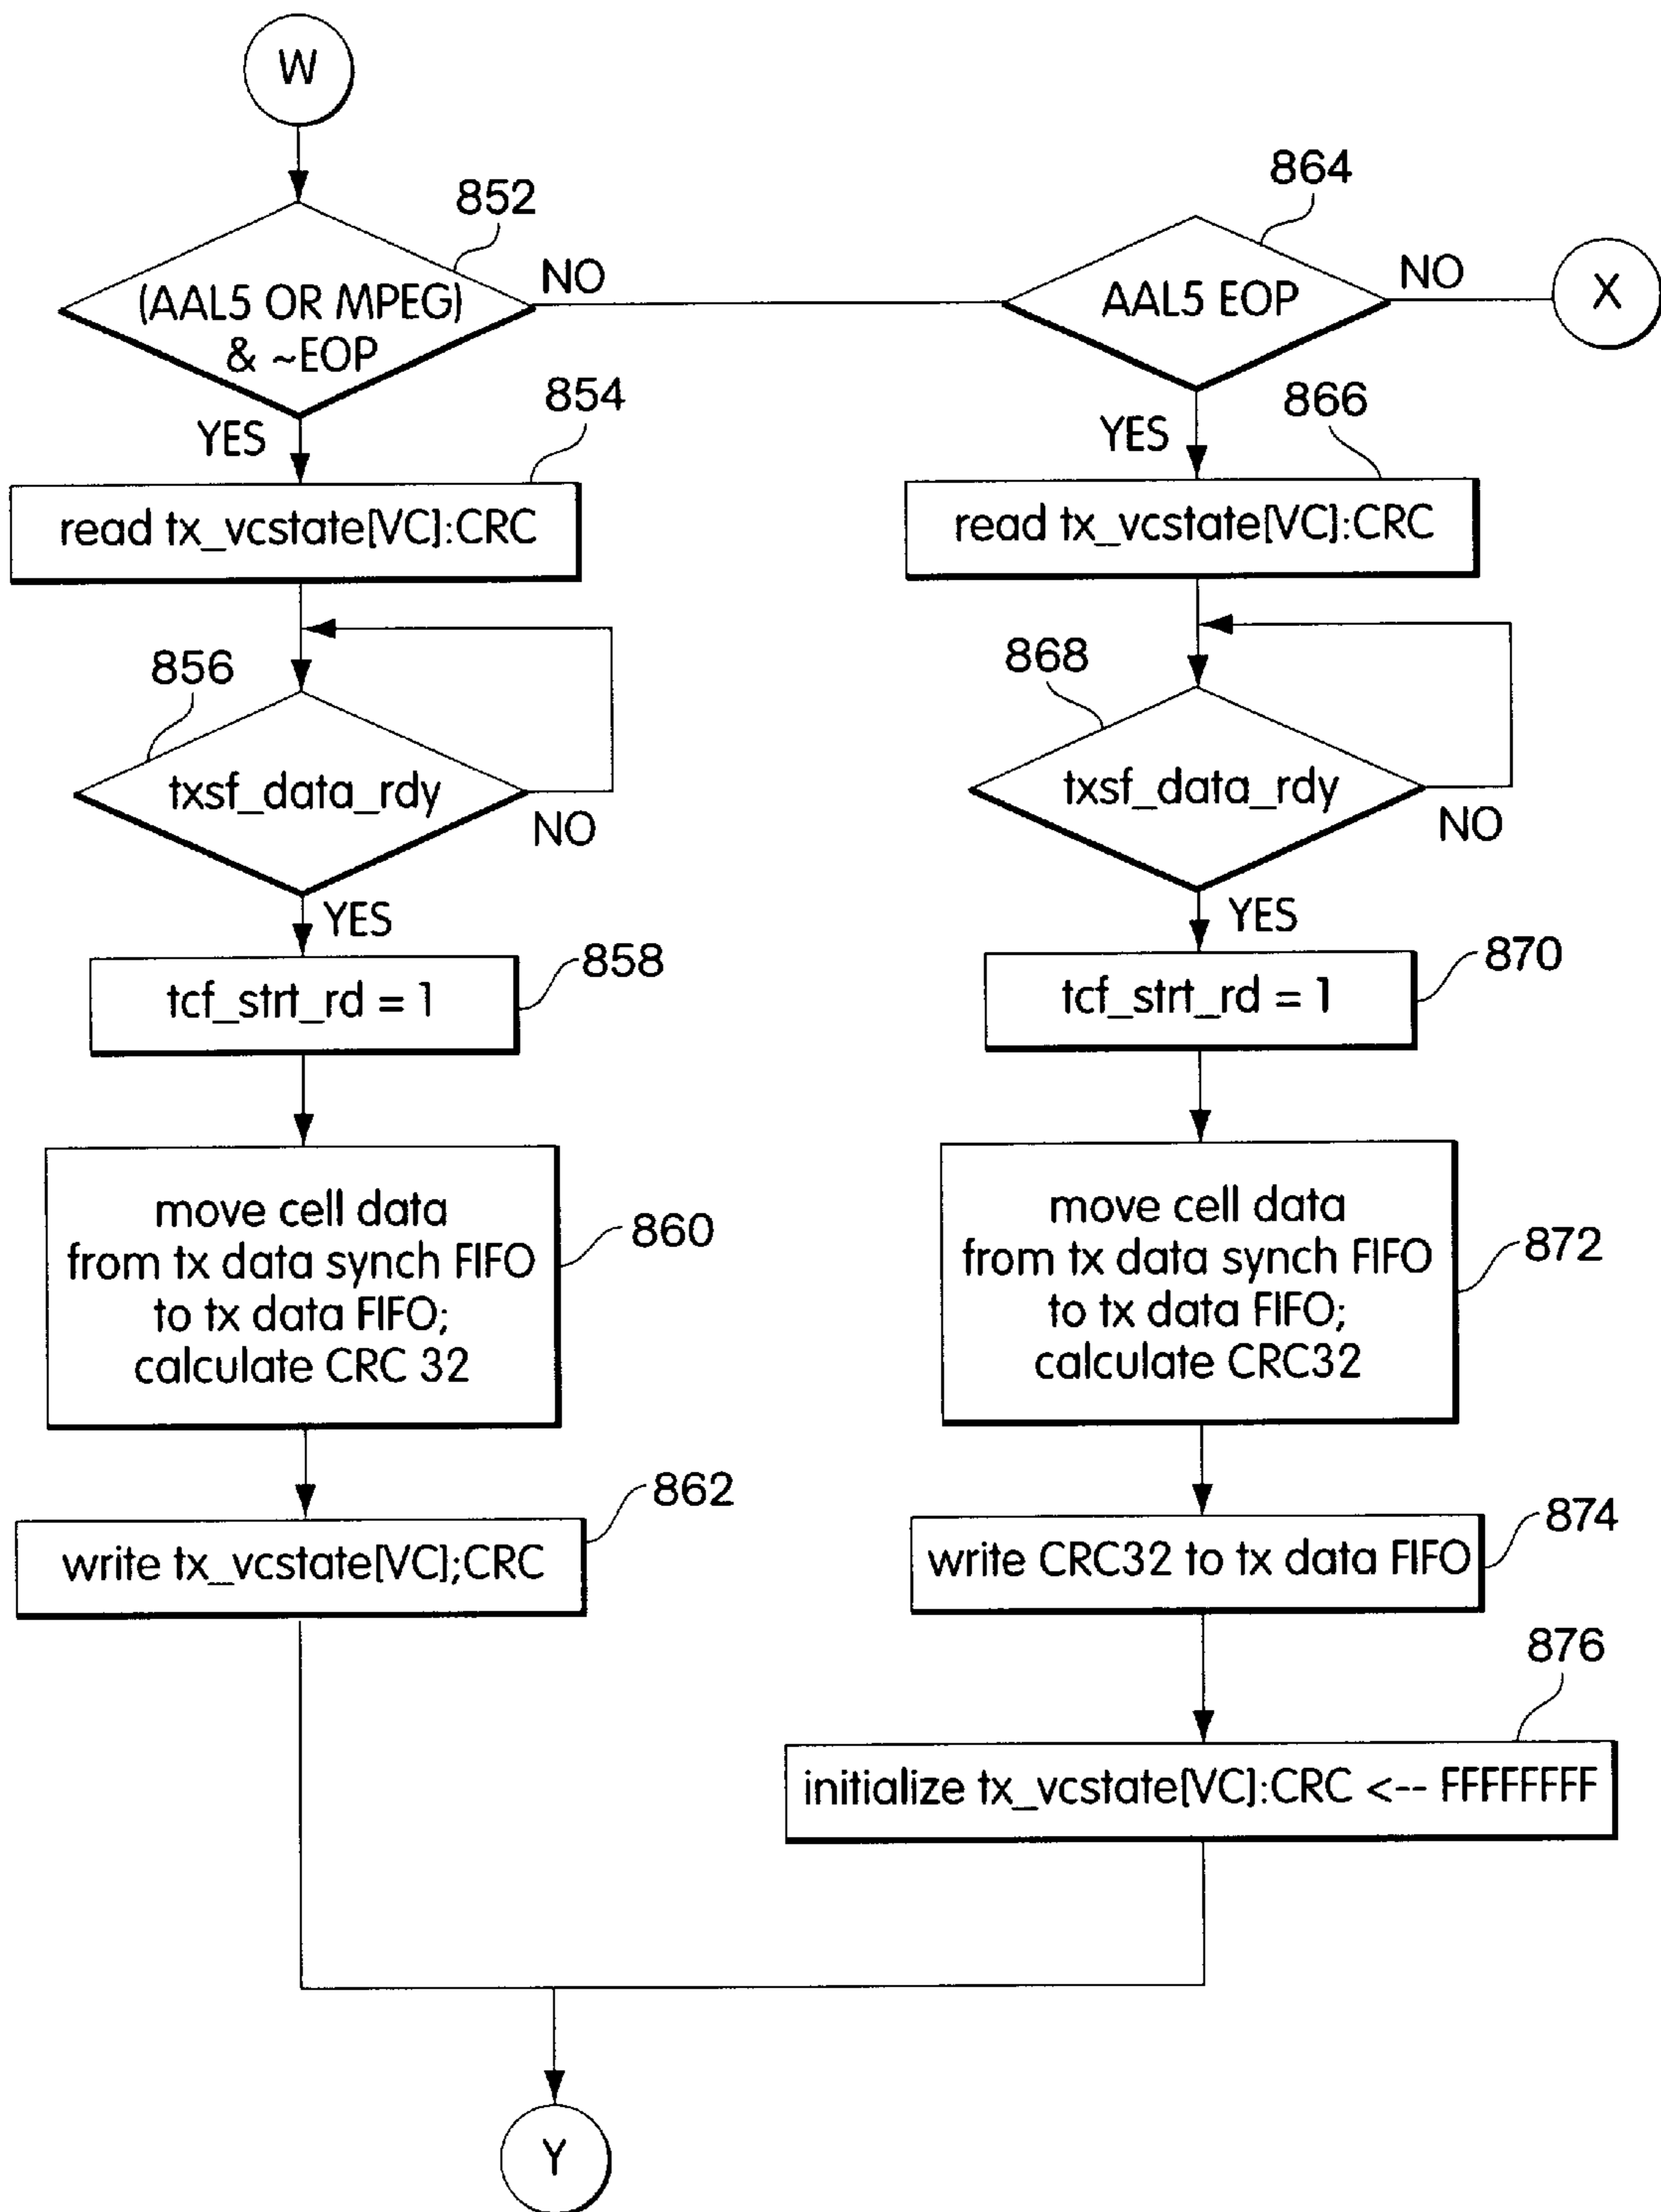 W
852
(AAL5 OR MPEG)
& ~EOP
NO
864
AAL5 EOP
NO
X
YES
854
read tx_vcstate[VC]:CRC
YES
866
read tx_vcstate[VC]:CRC
856
txsf_data_rdy
NO
868
txsf_data_rdy
NO
YES
858
tcf_strt_rd = 1
YES
870
tcf_strt_rd = 1
move cell data
from tx data synch FIFO
to tx data FIFO;
calculate CRC 32
860
move cell data
from tx data synch FIFO
to tx data FIFO;
calculate CRC32
872
862
write tx_vcstate[VC];CRC
874
write CRC32 to tx data FIFO
876
initialize tx_vcstate[VC]:CRC <-- FFFFFFFF
Y